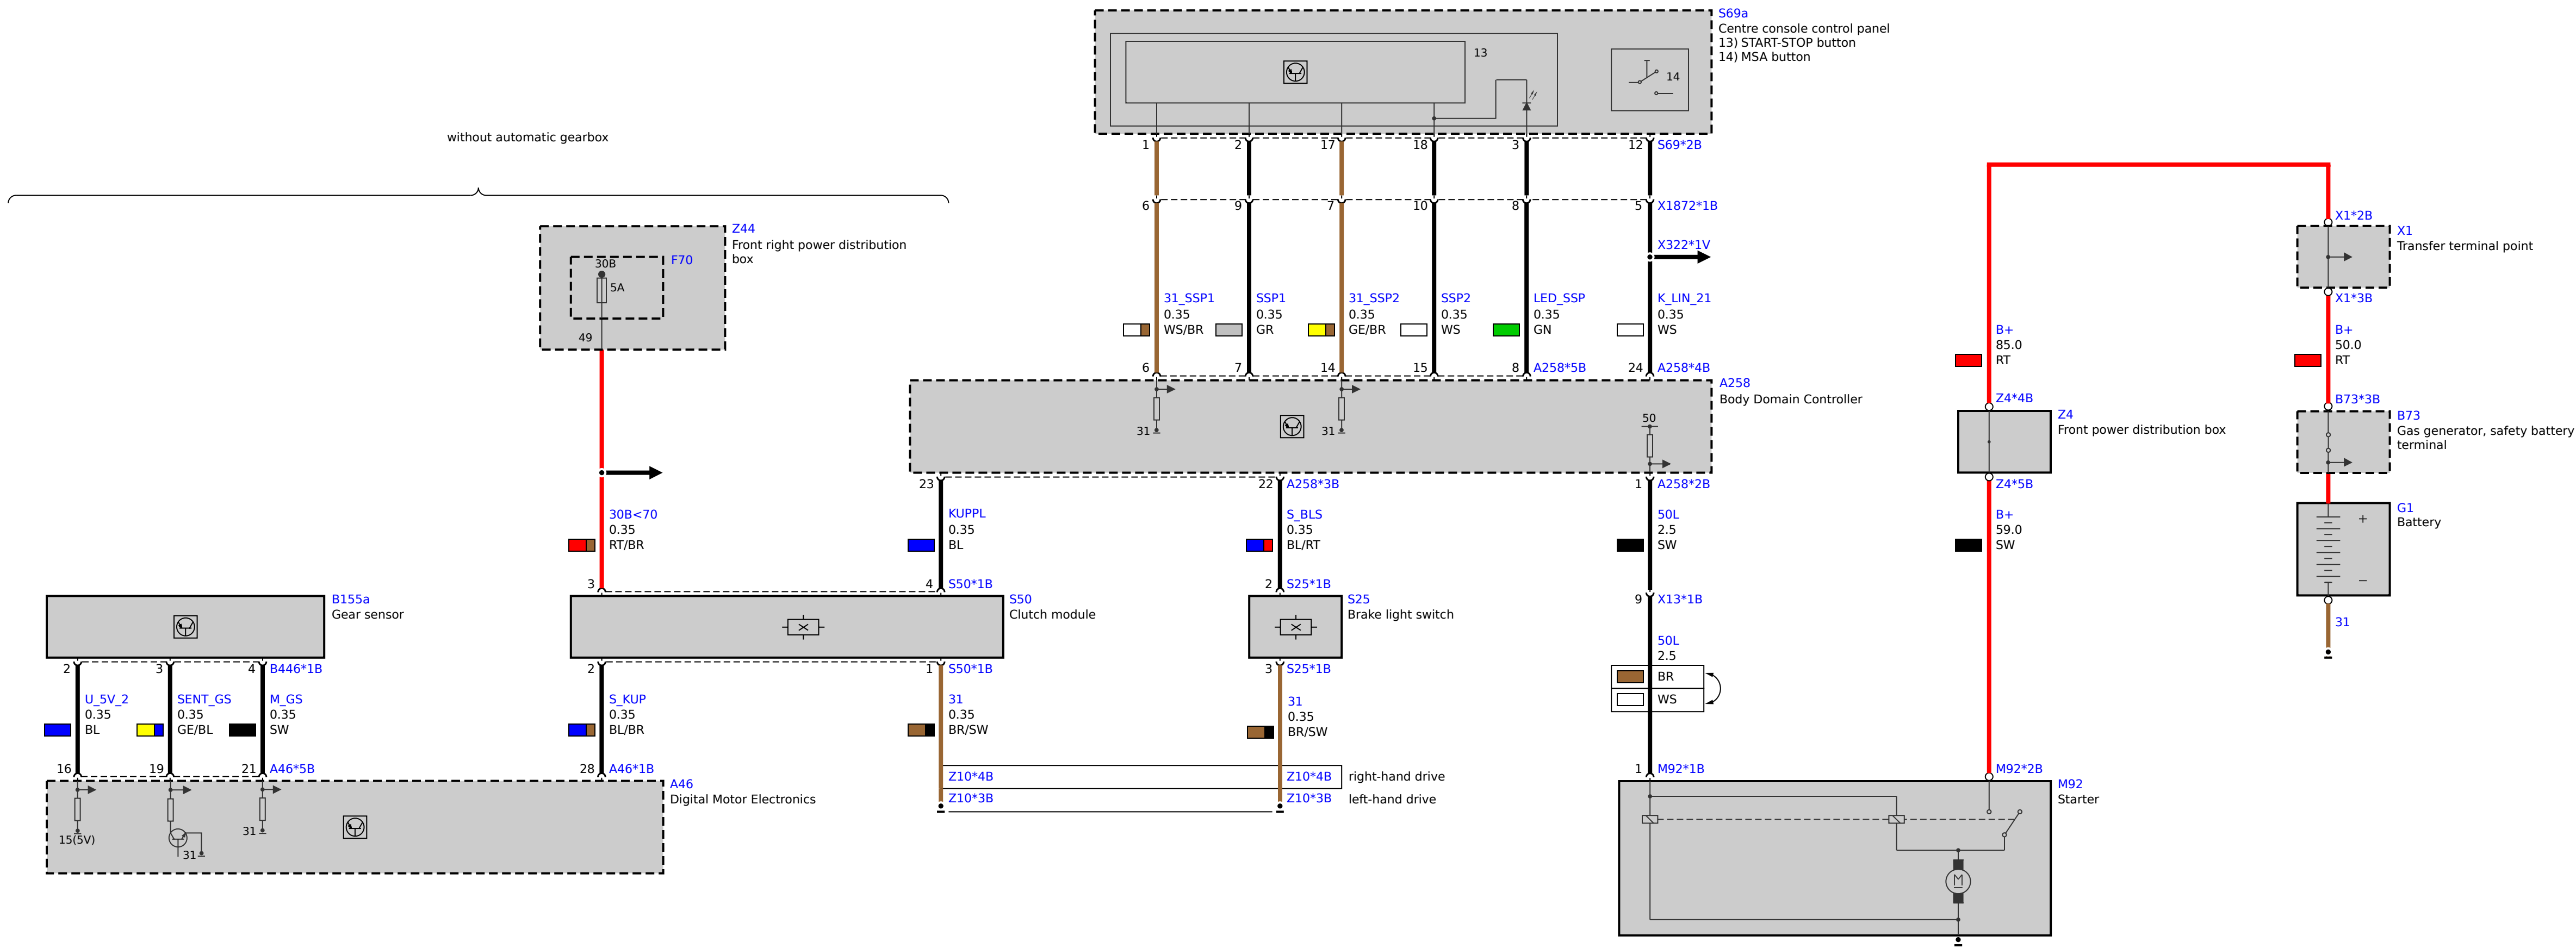 S69a
Centre console control panel
13) START-STOP button
14) MSA button
13
14
without automatic gearbox
1 2 17 18 3 12 S69*2B
6 9 7 10 8 5 X1872*1B
X322*1V
Z44
Front right power distribution
box
30B
F70
5A
49
X1*2B
X1
Transfer terminal point
X1*3B
31_SSP1
0.35
WS/BR
SSP1
0.35
GR
31_SSP2
0.35
GE/BR
SSP2
0.35
WS
LED_SSP
0.35
GN
K_LIN_21
0.35
WS
B+
85.0
RT
B+
50.0
RT
6 7 14 15 8 A258*5B 24 A258*4B
A258
Body Domain Controller
31
31
50
Z4*4B
Z4
Front power distribution box
Z4*5B
B73*3B
B73
Gas generator, safety battery
terminal
G1
Battery
+
−
31
23 22 A258*3B 1 A258*2B
30B<70
0.35
RT/BR
KUPPL
0.35
BL
S_BLS
0.35
BL/RT
50L
2.5
SW
B+
59.0
SW
3 4 S50*1B 2 S25*1B
9 X13*1B
B155a
Gear sensor
S50
Clutch module
X
S25
Brake light switch
X
50L
2.5
BR
WS
2 3 4 B446*1B
2 1 S50*1B
3 S25*1B
U_5V_2
0.35
BL
SENT_GS
0.35
GE/BL
M_GS
0.35
SW
S_KUP
0.35
BL/BR
31
0.35
BR/SW
31
0.35
BR/SW
16 19 21 A46*5B 28 A46*1B
Z10*4B Z10*4B right-hand drive
Z10*3B Z10*3B left-hand drive
1 M92*1B M92*2B
A46
Digital Motor Electronics
15(5V)
31
31
M92
Starter
M